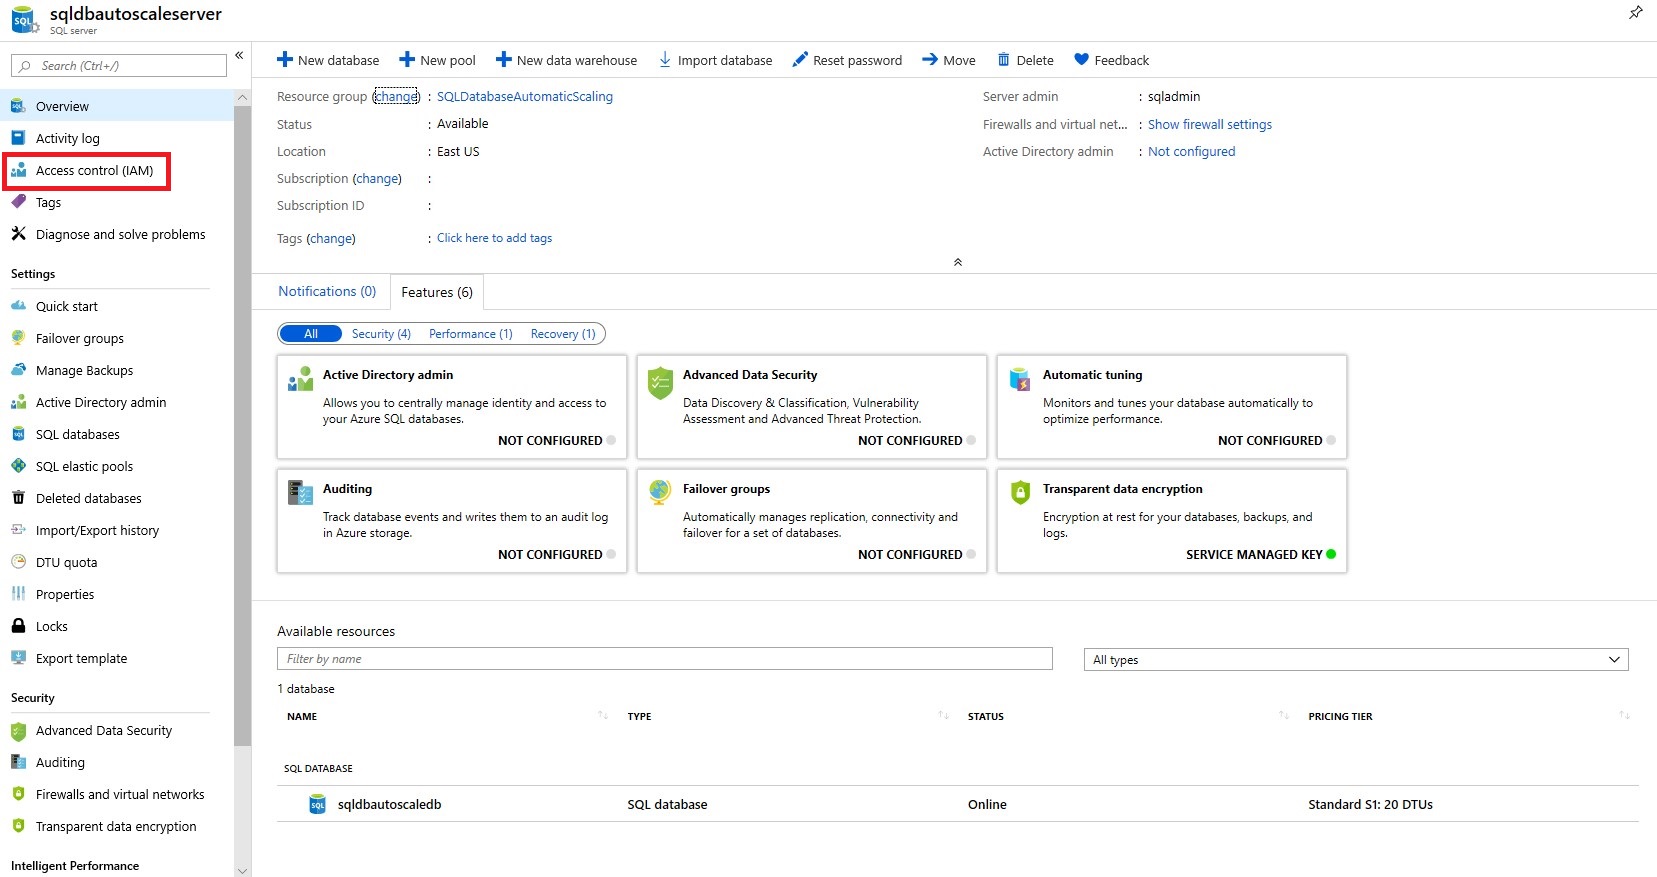 sqldbautoscaleserver
SQL server
Search (Ctrl+/)
Overview
Activity log
Access control (IAM)
Tags
Diagnose and solve problems
Settings
Quick start
Failover groups
Manage Backups
Active Directory admin
SQL databases
SQL elastic pools
Deleted databases
Import/Export history
DTU quota
Properties
Locks
Export template
Security
Advanced Data Security
Auditing
Firewalls and virtual networks
Transparent data encryption
Intelligent Performance
New database New pool New data warehouse Import database Reset password Move Delete Feedback
Resource group (change) : SQLDatabaseAutomaticScaling
Status : Available
Location : East US
Subscription (change) :
Subscription ID :
Tags (change) : Click here to add tags
Server admin : sqladmin
Firewalls and virtual net... : Show firewall settings
Active Directory admin : Not configured
Notifications (0) Features (6)
All Security (4) Performance (1) Recovery (1)
Active Directory admin
Allows you to centrally manage identity and access to
your Azure SQL databases.
NOT CONFIGURED
Advanced Data Security
Data Discovery & Classification, Vulnerability
Assessment and Advanced Threat Protection.
NOT CONFIGURED
Automatic tuning
Monitors and tunes your database automatically to
optimize performance.
NOT CONFIGURED
Auditing
Track database events and writes them to an audit log
in Azure storage.
NOT CONFIGURED
Failover groups
Automatically manages replication, connectivity and
failover for a set of databases.
NOT CONFIGURED
Transparent data encryption
Encryption at rest for your databases, backups, and
logs.
SERVICE MANAGED KEY
Available resources
Filter by name
All types
1 database
NAME TYPE STATUS PRICING TIER
SQL DATABASE
sqldbautoscaledb SQL database Online Standard S1: 20 DTUs